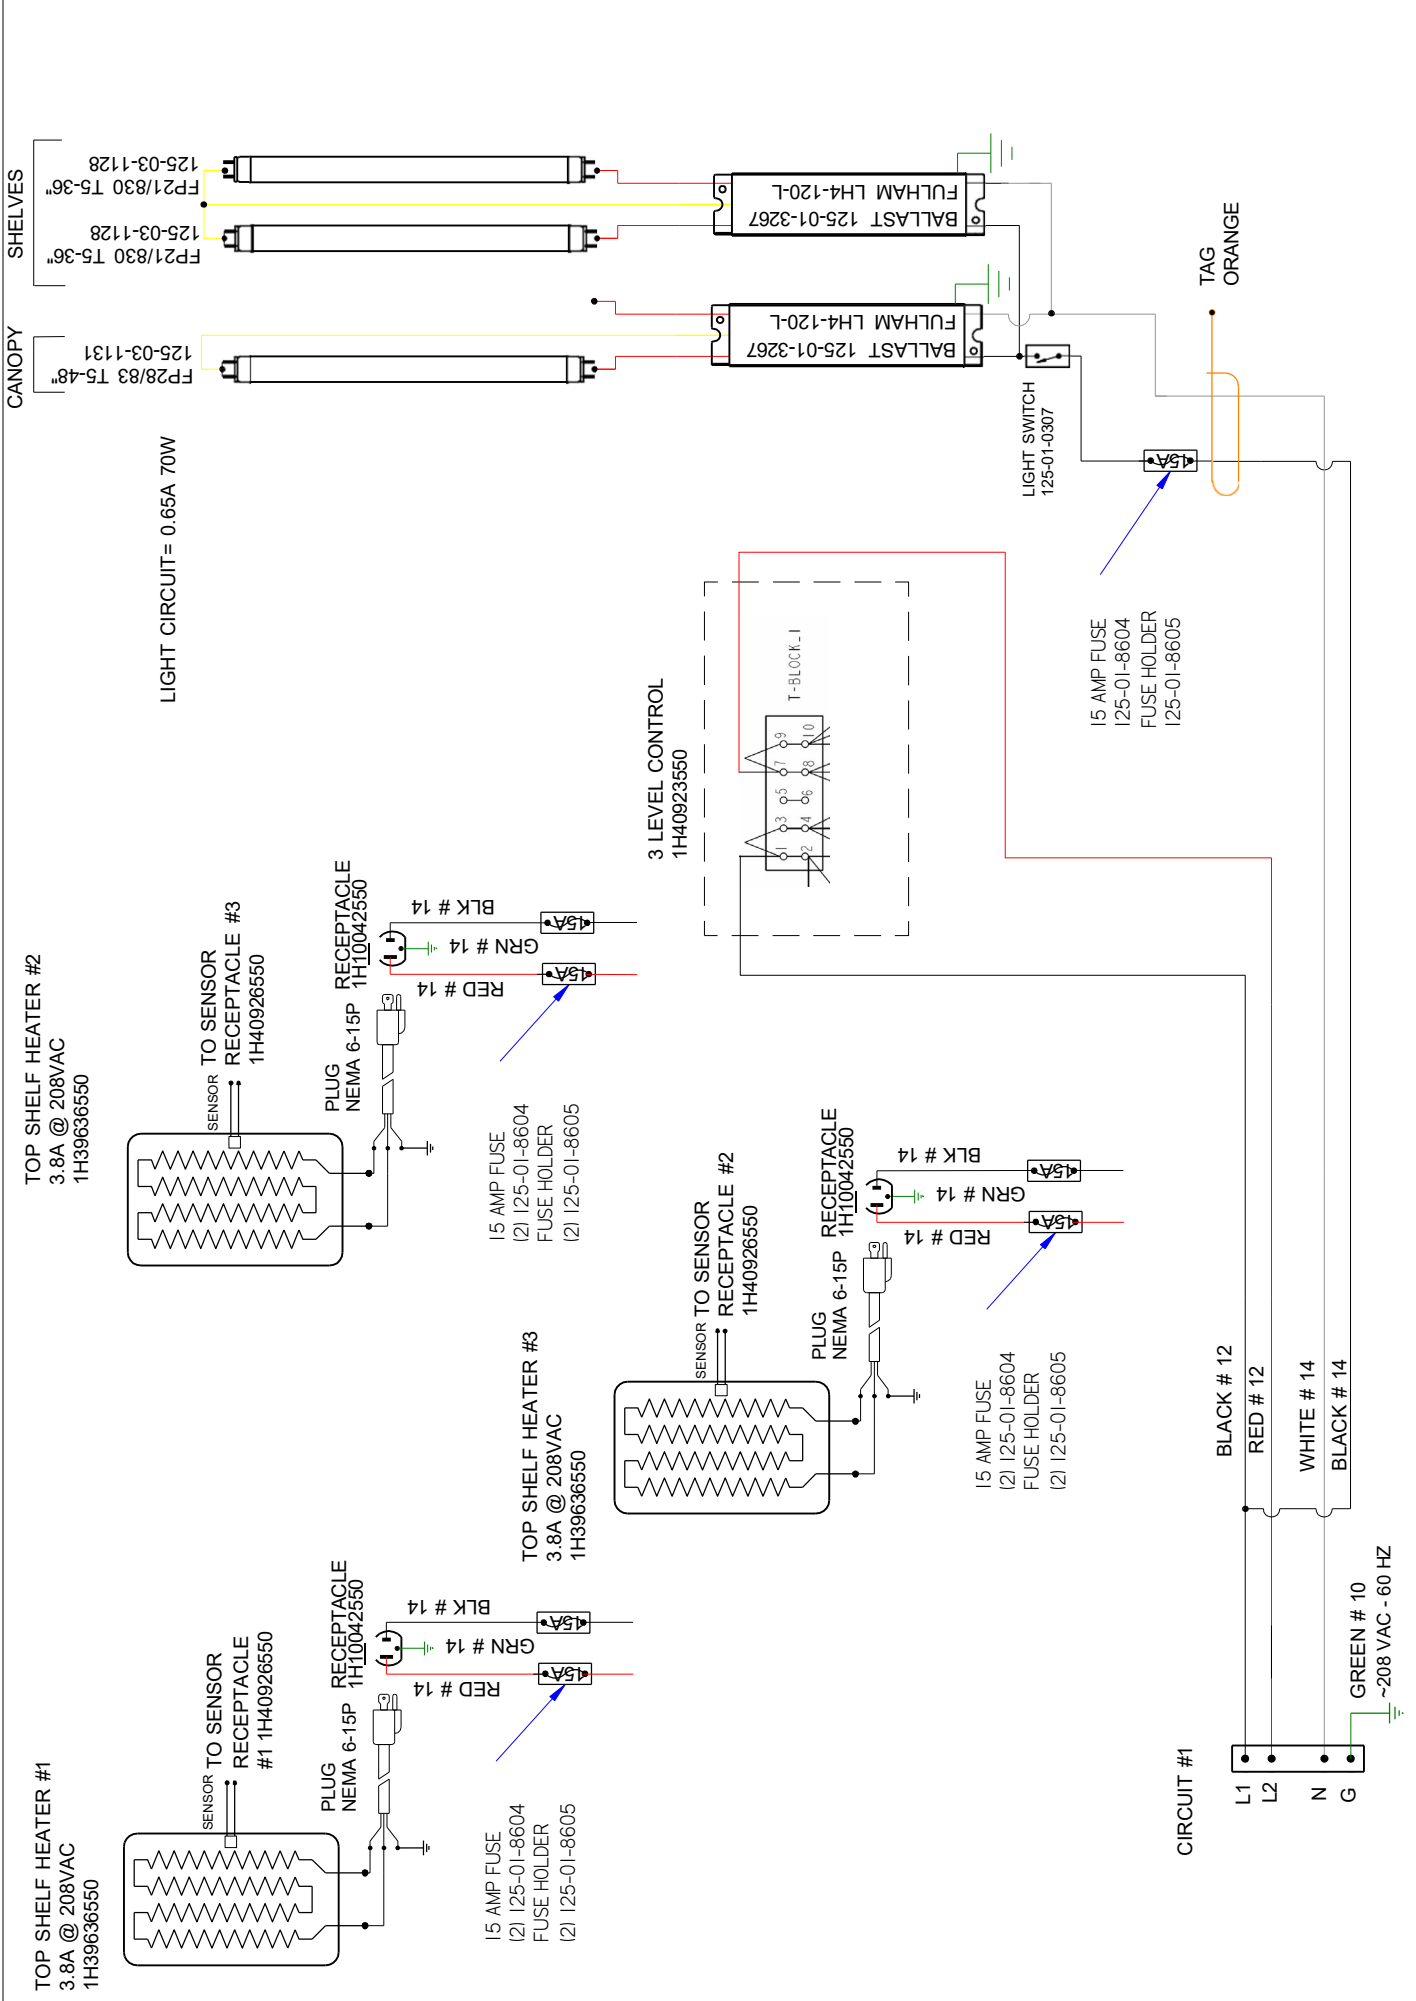 TOP SHELF HEATER #1
3.8A @ 208VAC
1H39636550
SENSOR
TO SENSOR
RECEPTACLE
#1 1H40926550
PLUG
NEMA 6-15P
RECEPTACLE
1H10042550
RED # 14
GRN # 14
BLK # 14
15A
15A
15 AMP FUSE
(2) 125-01-8604
FUSE HOLDER
(2) 125-01-8605
TOP SHELF HEATER #2
3.8A @ 208VAC
1H39636550
SENSOR
TO SENSOR
RECEPTACLE #3
1H40926550
PLUG
NEMA 6-15P
RECEPTACLE
1H10042550
RED # 14
GRN # 14
BLK # 14
15A
15A
15 AMP FUSE
(2) 125-01-8604
FUSE HOLDER
(2) 125-01-8605
TOP SHELF HEATER #3
3.8A @ 208VAC
1H39636550
SENSOR
TO SENSOR
RECEPTACLE #2
1H40926550
PLUG
NEMA 6-15P
RECEPTACLE
1H10042550
RED # 14
GRN # 14
BLK # 14
15A
15A
15 AMP FUSE
(2) 125-01-8604
FUSE HOLDER
(2) 125-01-8605
LIGHT CIRCUIT= 0.65A 70W
CANOPY
FP28/83 T5-48"
125-03-1131
SHELVES
FP21/830 T5-36"
125-03-1128
FP21/830 T5-36"
125-03-1128
BALLAST 125-01-3267
FULHAM LH4-120-L
BALLAST 125-01-3267
FULHAM LH4-120-L
LIGHT SWITCH
125-01-0307
TAG
ORANGE
15A
15 AMP FUSE
125-01-8604
FUSE HOLDER
125-01-8605
3 LEVEL CONTROL
1H40923550
T-BLOCK_1
1 3 5 7 9
2 4 6 8 10
BLACK # 12
RED # 12
WHITE # 14
BLACK # 14
CIRCUIT #1
L1
L2
N
G
GREEN # 10
~208 VAC - 60 HZ